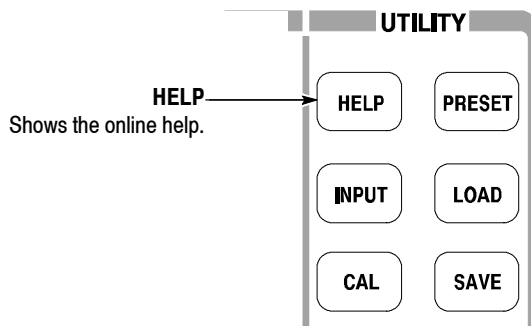 UTILITY
HELP
Shows the online help.
HELP PRESET
INPUT LOAD
CAL SAVE